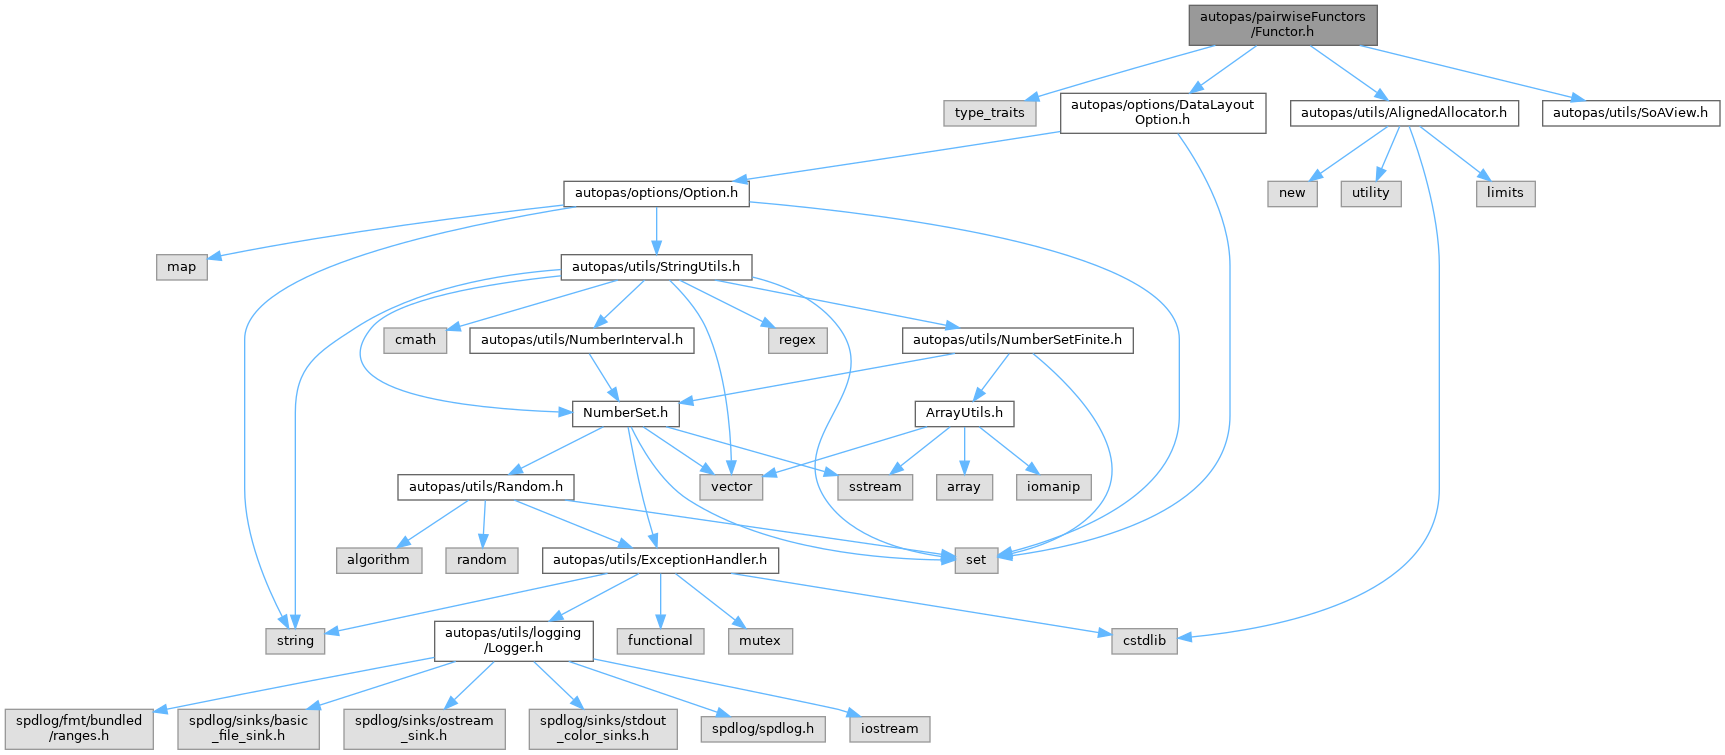 autopas/pairwiseFunctors
/Functor.h
type_traits
autopas/options/DataLayout
Option.h
autopas/utils/AlignedAllocator.h
autopas/utils/SoAView.h
autopas/options/Option.h
new
utility
limits
map
autopas/utils/StringUtils.h
cmath
autopas/utils/NumberInterval.h
regex
autopas/utils/NumberSetFinite.h
NumberSet.h
ArrayUtils.h
autopas/utils/Random.h
vector
sstream
array
iomanip
algorithm
random
autopas/utils/ExceptionHandler.h
set
string
autopas/utils/logging
/Logger.h
functional
mutex
cstdlib
spdlog/fmt/bundled
/ranges.h
spdlog/sinks/basic
_file_sink.h
spdlog/sinks/ostream
_sink.h
spdlog/sinks/stdout
_color_sinks.h
spdlog/spdlog.h
iostream